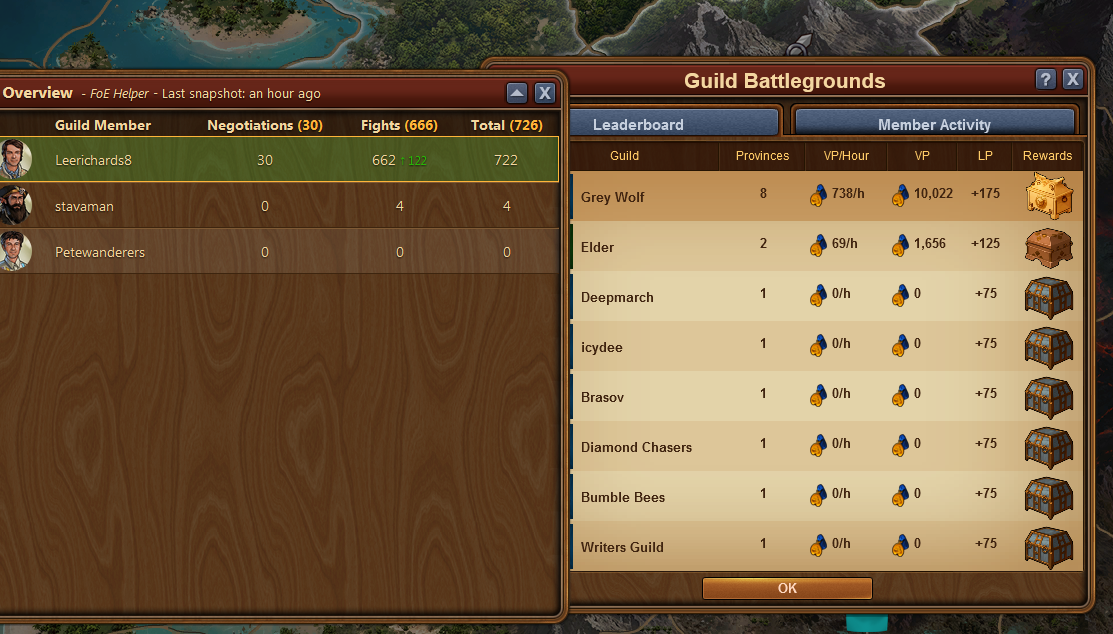 Overview - FoE Helper - Last snapshot: an hour ago X
Guild Member Negotiations (30) Fights (666) Total (726)
Leerichards8 30 662 ↑ 122 722
stavaman 0 4 4
Petewanderers 0 0 0
Guild Battlegrounds ? X
Leaderboard Member Activity
Guild Provinces VP/Hour VP LP Rewards
Grey Wolf 8 738/h 10,022 +175
Elder 2 69/h 1,656 +125
Deepmarch 1 0/h 0 +75
icydee 1 0/h 0 +75
Brasov 1 0/h 0 +75
Diamond Chasers 1 0/h 0 +75
Bumble Bees 1 0/h 0 +75
Writers Guild 1 0/h 0 +75
OK